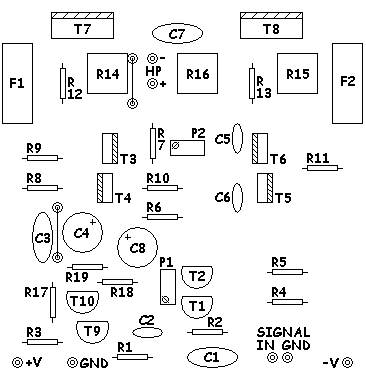 T7
C7
T8
F1
R
12
R14
-
HP
+
R16
R
13
R15
F2
R9
T3
R
7
P2
C5
T6
R11
R8
T4
R10
C6
T5
R6
C3
C4
+
+
C8
R19
P1
T2
R5
R17
T10
R18
T1
R4
R3
T9
C2
R2
SIGNAL
IN GND
+V
GND
R1
C1
-V